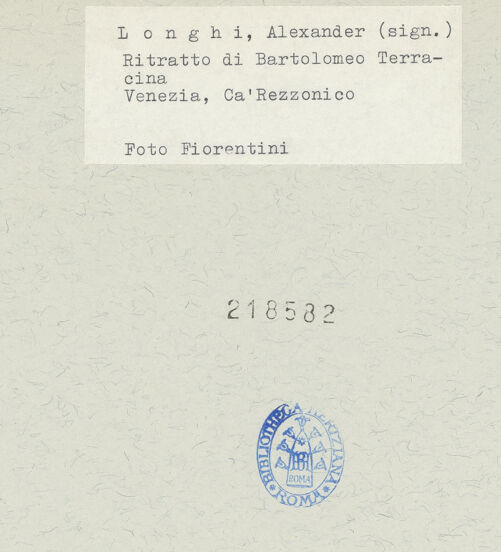 L o n g h i, Alexander (sign.)
Ritratto di Bartolomeo Terra-
cina
Venezia, Ca'Rezzonico
Foto Fiorentini
218582
BIBLIOTHECA HERTZIANA
ROMA
ROMA